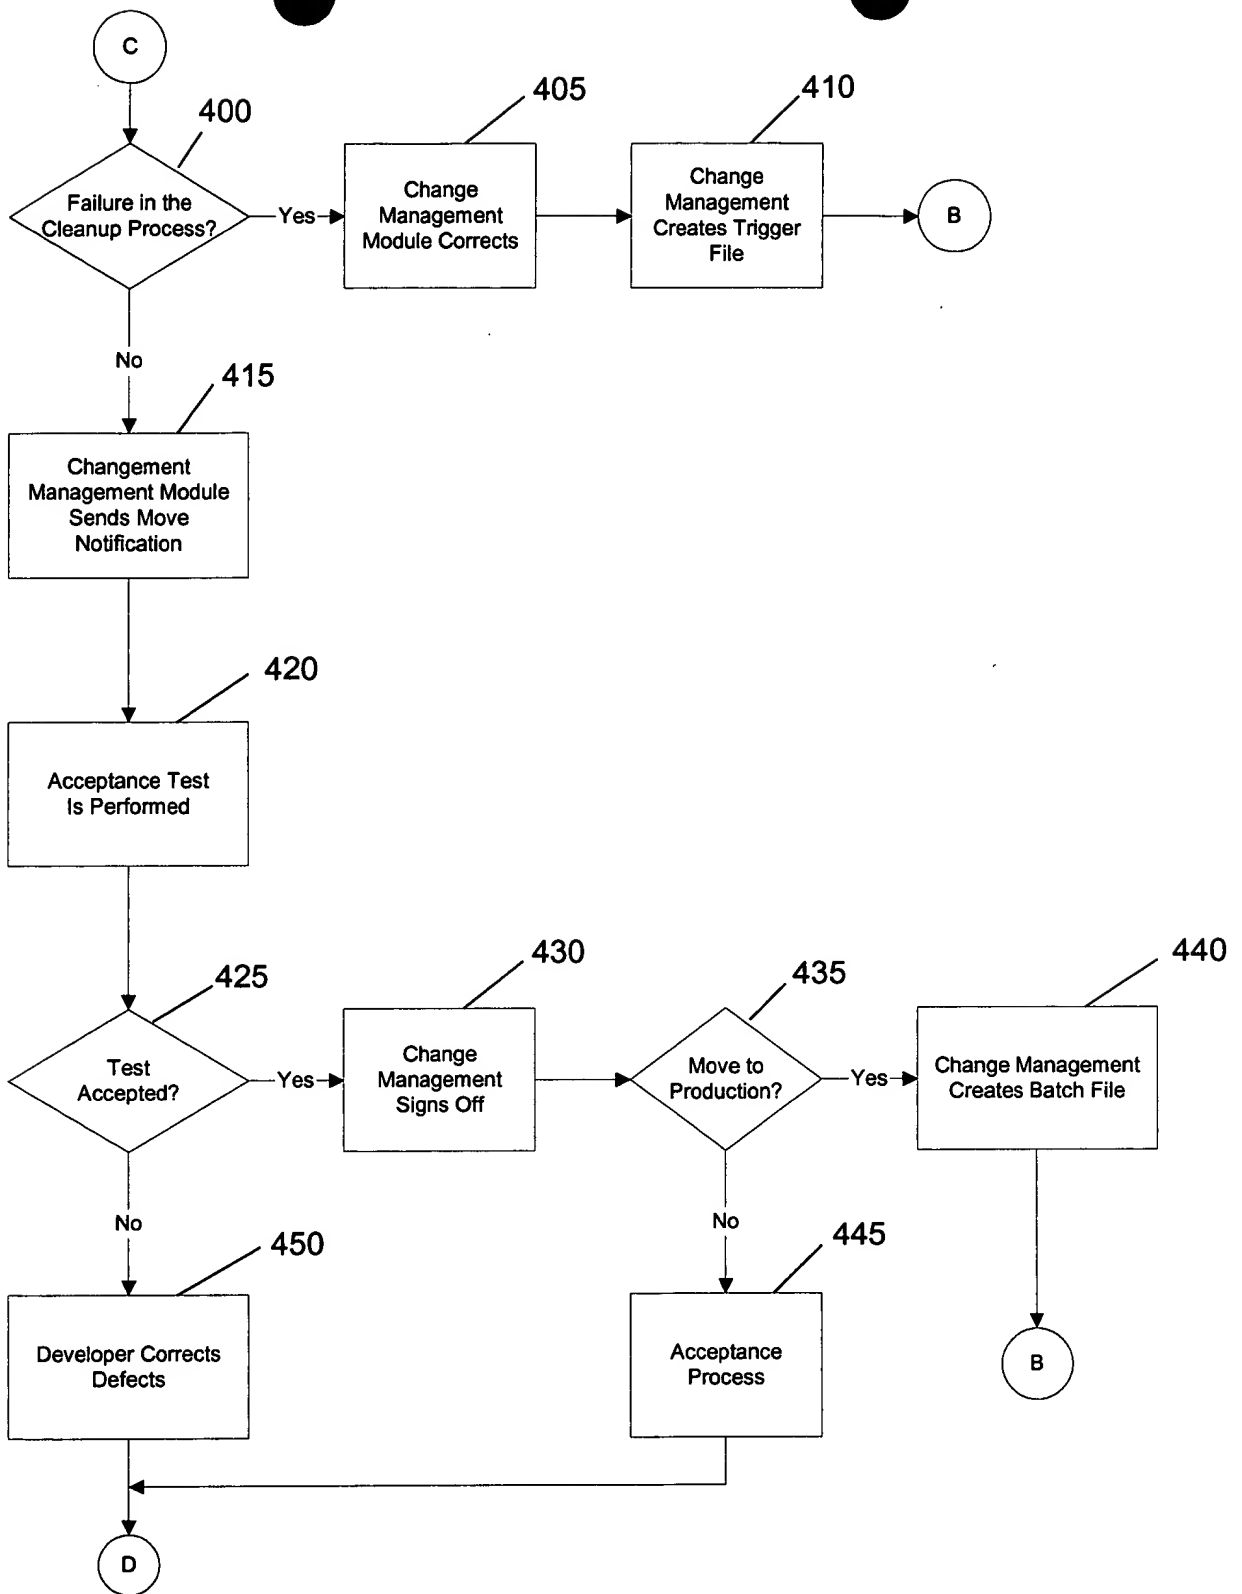 C
400
405
410
Failure in the
Cleanup Process?
Yes
Change
Management
Module Corrects
Change
Management
Creates Trigger
File
B
No
415
Changement
Management Module
Sends Move
Notification
420
Acceptance Test
Is Performed
425
430
435
440
Test
Accepted?
Yes
Change
Management
Signs Off
Move to
Production?
Yes
Change Management
Creates Batch File
No
No
450
445
Developer Corrects
Defects
Acceptance
Process
B
D